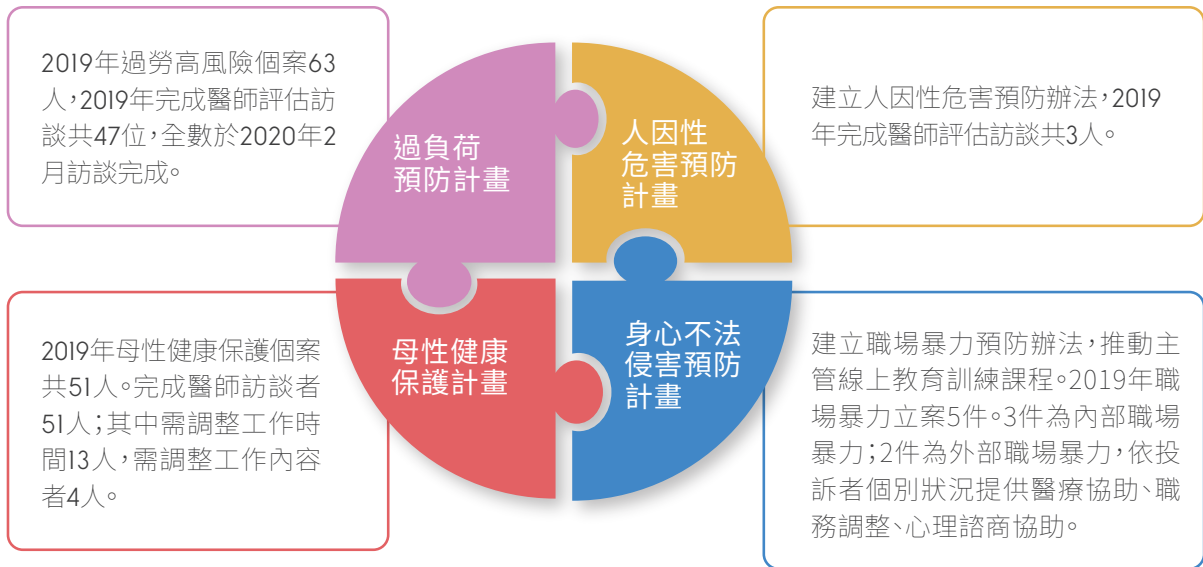 2019年過勞高風險個案63
人，2019年完成醫師評估訪
談共47位，全數於2020年2
月訪談完成。
過負荷
預防計畫
人因性
危害預防
計畫
建立人因性危害預防辦法，2019
年完成醫師評估訪談共3人。
2019年母性健康保護個案
共51人。完成醫師訪談者
51人；其中需調整工作時
間13人，需調整工作內容
者4人。
母性健康
保護計畫
身心不法
侵害預防
計畫
建立職場暴力預防辦法，推動主
管線上教育訓練課程。2019年職
場暴力立案5件。3件為內部職場
暴力；2件為外部職場暴力，依投
訴者個別狀況提供醫療協助、職
務調整、心理諮商協助。